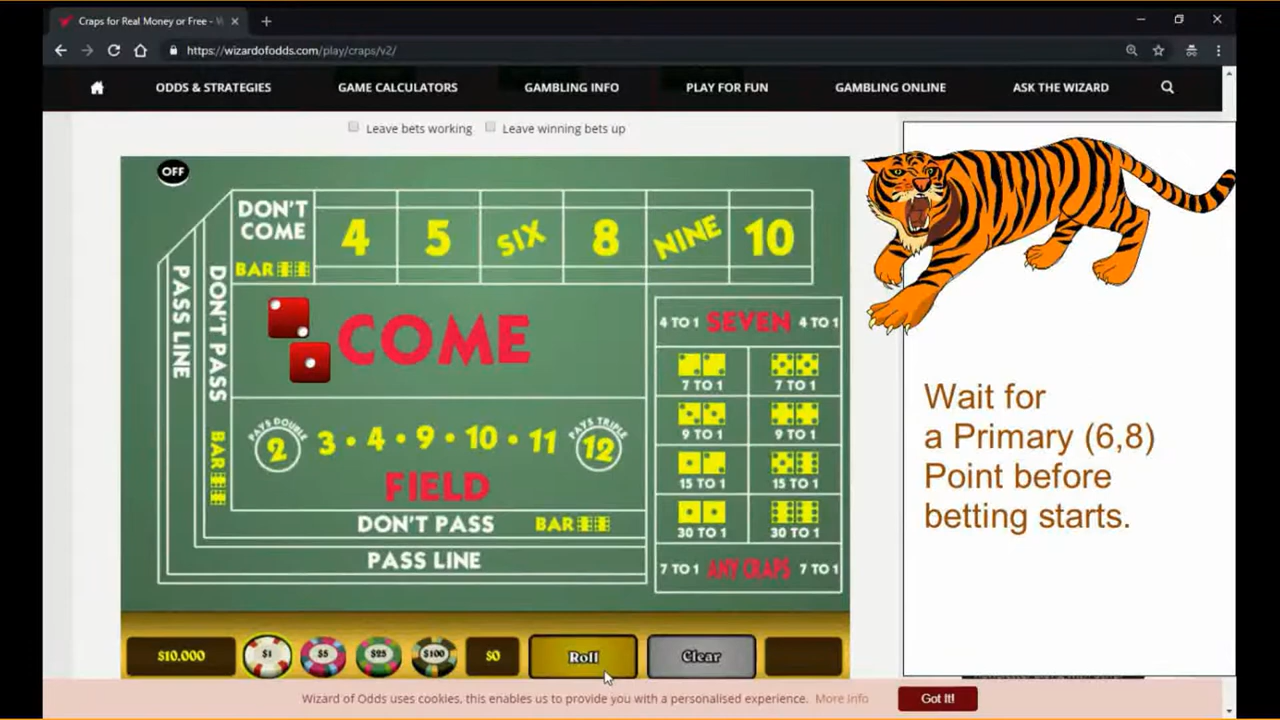 Craps for Real Money or Free - W
https://wizardofodds.com/play/craps/v2/
ODDS & STRATEGIES GAME CALCULATORS GAMBLING INFO PLAY FOR FUN GAMBLING ONLINE ASK THE WIZARD
Leave bets working Leave winning bets up
OFF
DON'T
COME
BAR
4 5 SIX 8 NINE 10
PASS LINE
DON'T PASS
BAR
COME
4 TO 1 SEVEN 4 TO 1
7 TO 1 7 TO 1
9 TO 1 9 TO 1
15 TO 1 15 TO 1
30 TO 1 30 TO 1
7 TO 1 ANY CRAPS 7 TO 1
PAYS DOUBLE
2
3 • 4 • 9 • 10 • 11
PAYS TRIPLE
12
FIELD
DON'T PASS BAR
PASS LINE
Wait for
a Primary (6,8)
Point before
betting starts.
$10,000 $1 $5 $25 $100 $0 Roll Clear
Wizard of Odds uses cookies, this enables us to provide you with a personalised experience. More info Got It!